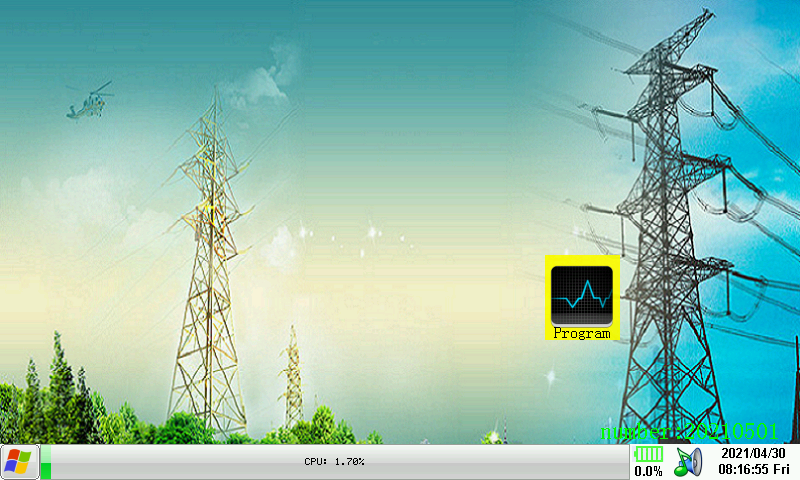 Program
number:20210501
CPU: 1.70%
0.0%
2021/04/30
08:16:55 Fri